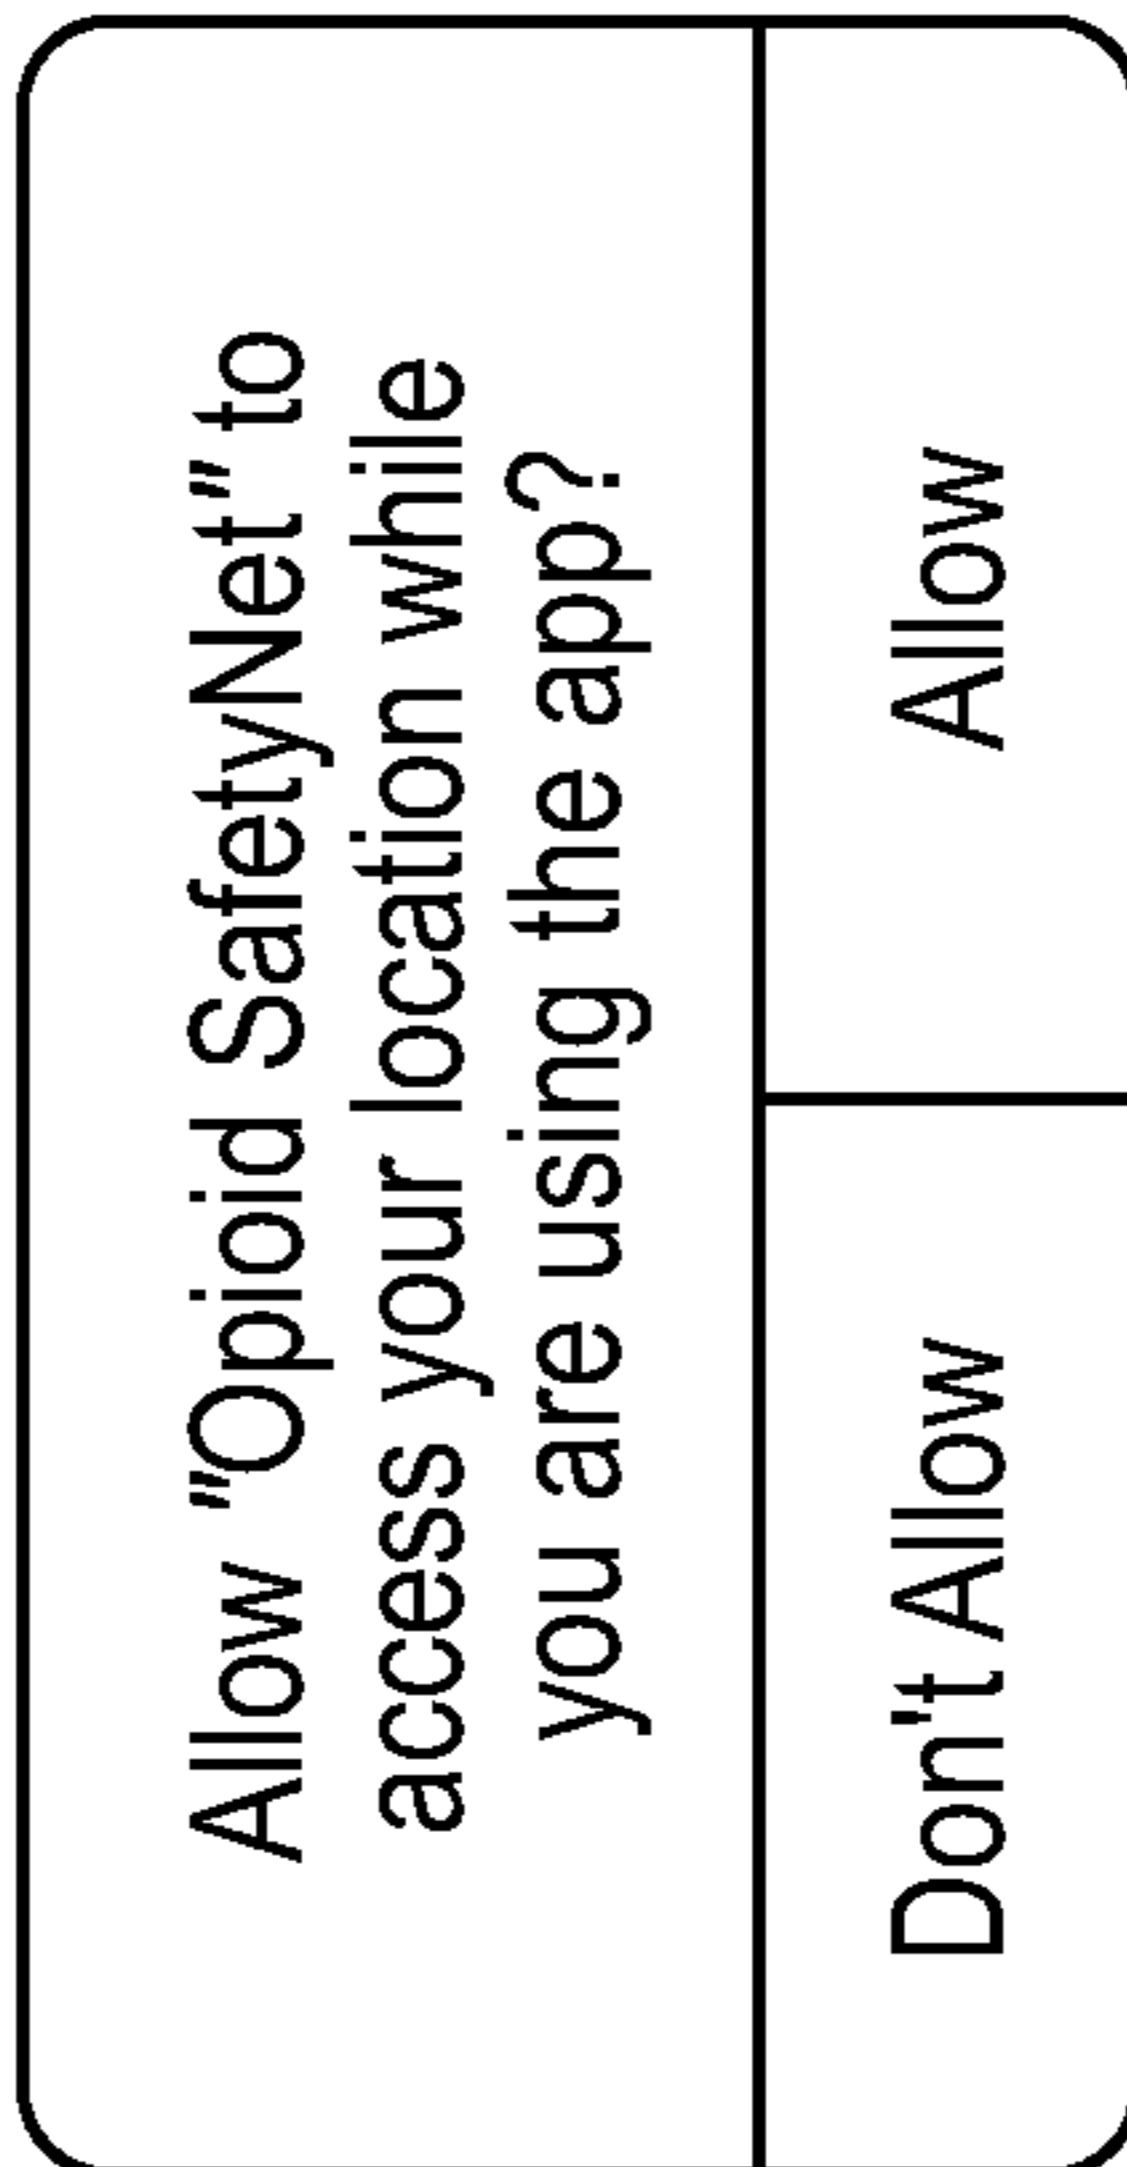 Allow "Opioid SafetyNet" to
access your location while
you are using the app?
Don't Allow
Allow